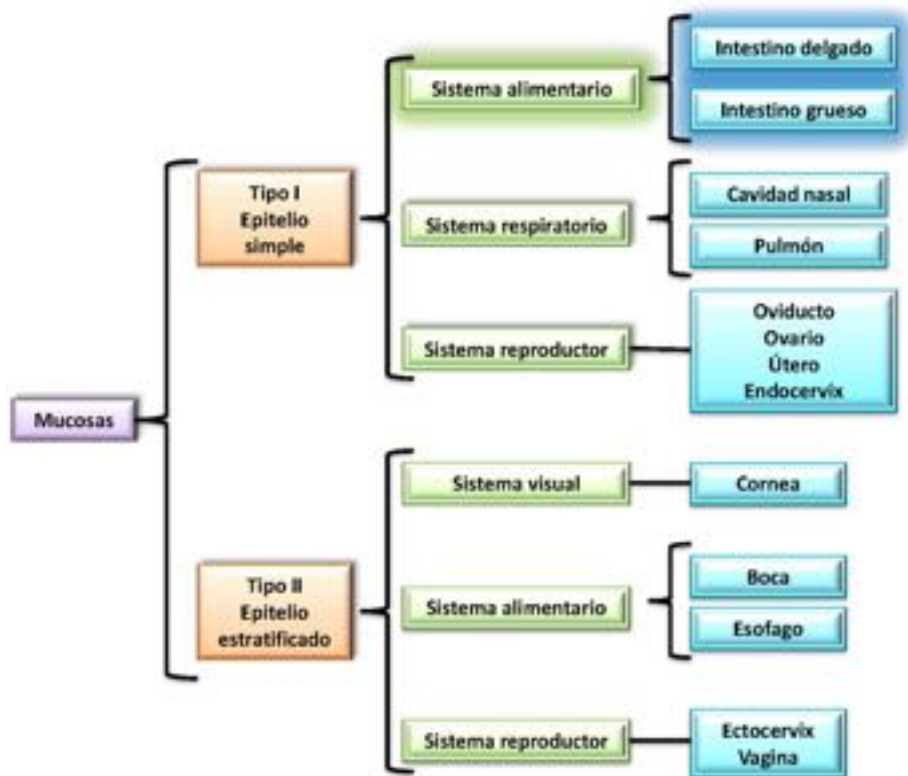 Mucosas
Tipo I
Epitelio
simple
Sistema alimentario
Intestino delgado
Intestino grueso
Sistema respiratorio
Cavidad nasal
Pulmón
Sistema reproductor
Oviducto
Ovario
Útero
Endocervix
Tipo II
Epitelio
estratificado
Sistema visual
Cornea
Sistema alimentario
Boca
Esofago
Sistema reproductor
Ectocervix
Vagina